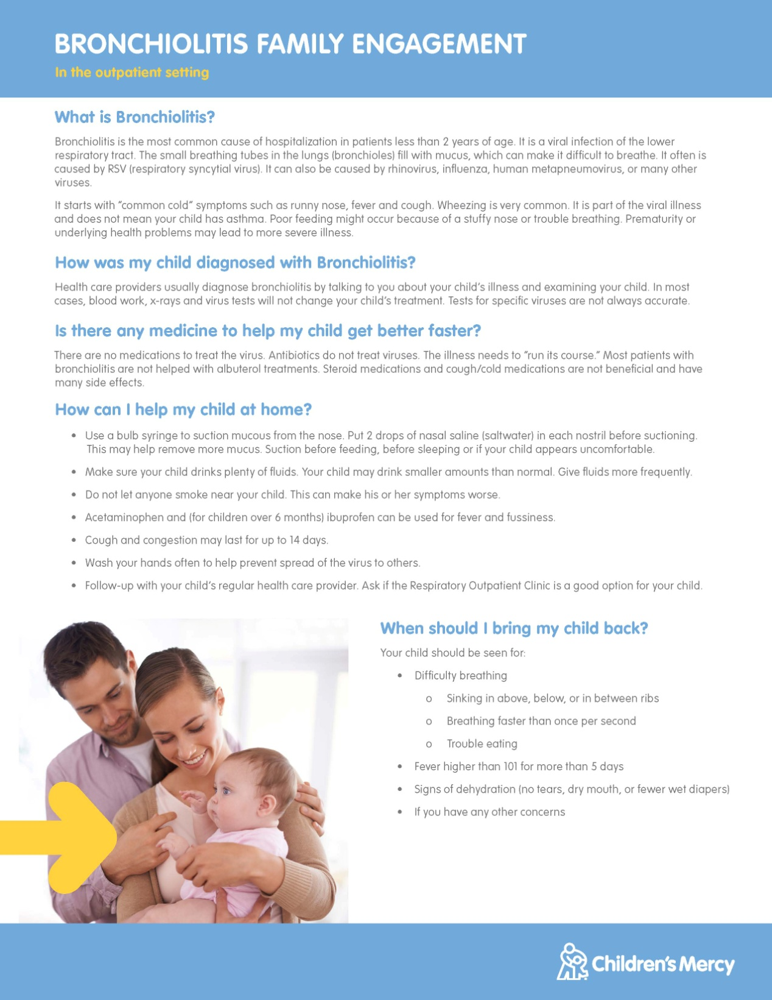 BRONCHIOLITIS FAMILY ENGAGEMENT
In the outpatient setting
What is Bronchiolitis?
Bronchiolitis is the most common cause of hospitalization in patients less than 2 years of age. It is a viral infection of the lower
respiratory tract. The small breathing tubes in the lungs (bronchioles) fill with mucus, which can make it difficult to breathe. It often is
caused by RSV (respiratory syncytial virus). It can also be caused by rhinovirus, influenza, human metapneumovirus, or many other
viruses.
It starts with “common cold” symptoms such as runny nose, fever and cough. Wheezing is very common. It is part of the viral illness
and does not mean your child has asthma. Poor feeding might occur because of a stuffy nose or trouble breathing. Prematurity or
underlying health problems may lead to more severe illness.
How was my child diagnosed with Bronchiolitis?
Health care providers usually diagnose bronchiolitis by talking to you about your child’s illness and examining your child. In most
cases, blood work, x-rays and virus tests will not change your child’s treatment. Tests for specific viruses are not always accurate.
Is there any medicine to help my child get better faster?
There are no medications to treat the virus. Antibiotics do not treat viruses. The illness needs to “run its course.” Most patients with
bronchiolitis are not helped with albuterol treatments. Steroid medications and cough/cold medications are not beneficial and have
many side effects.
How can I help my child at home?
• Use a bulb syringe to suction mucous from the nose. Put 2 drops of nasal saline (saltwater) in each nostril before suctioning.
This may help remove more mucus. Suction before feeding, before sleeping or if your child appears uncomfortable.
• Make sure your child drinks plenty of fluids. Your child may drink smaller amounts than normal. Give fluids more frequently.
• Do not let anyone smoke near your child. This can make his or her symptoms worse.
• Acetaminophen and (for children over 6 months) ibuprofen can be used for fever and fussiness.
• Cough and congestion may last for up to 14 days.
• Wash your hands often to help prevent spread of the virus to others.
• Follow-up with your child’s regular health care provider. Ask if the Respiratory Outpatient Clinic is a good option for your child.
When should I bring my child back?
Your child should be seen for:
• Difficulty breathing
o Sinking in above, below, or in between ribs
o Breathing faster than once per second
o Trouble eating
• Fever higher than 101 for more than 5 days
• Signs of dehydration (no tears, dry mouth, or fewer wet diapers)
• If you have any other concerns
Children's Mercy